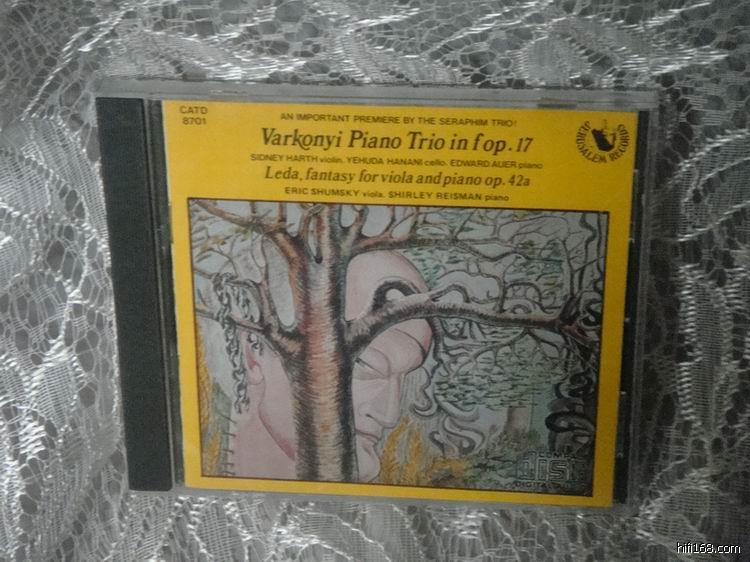 CATD
8701
AN IMPORTANT PREMIERE BY THE SERAPHIM TRIO!
Varkonyi Piano Trio in f op. 17
SIDNEY HARTH violin. YEHUDA HANANI cello. EDWARD AUER piano
Leda, fantasy for viola and piano op. 42a
ERIC SHUMSKY viola. SHIRLEY REISMAN piano
JERUSALEM RECORDS
COMPACT
DISC
DIGITAL AUDIO
hifi168.com